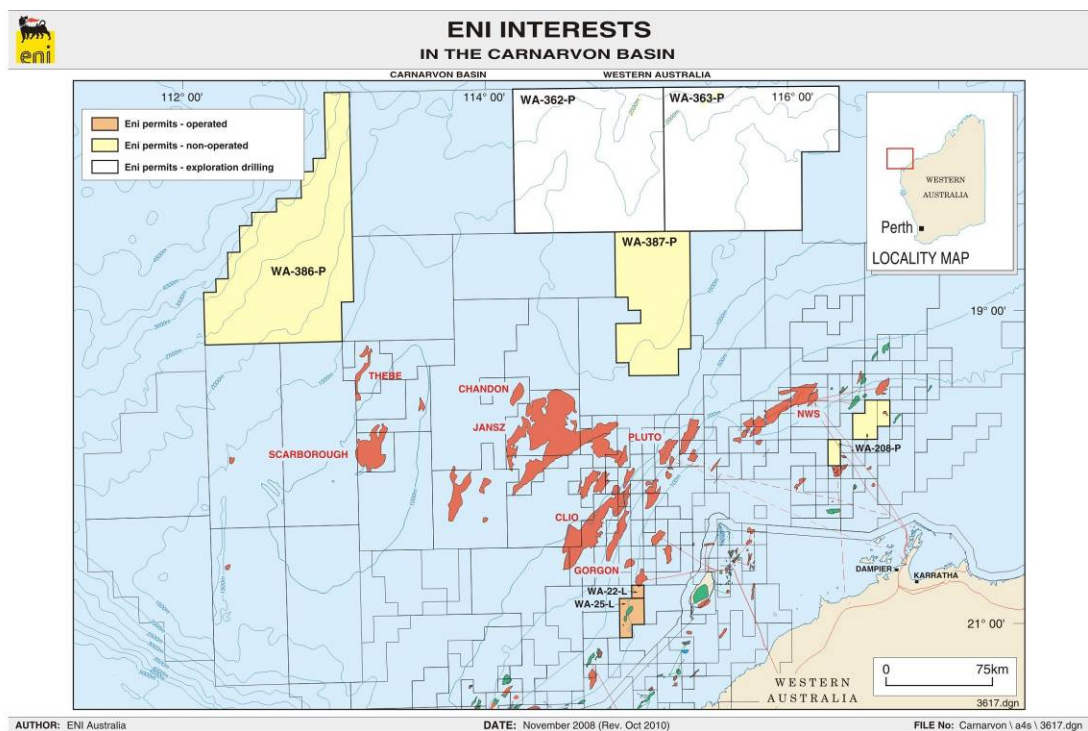 eni
ENI INTERESTS
IN THE CARNARVON BASIN
CARNARVON BASIN
WESTERN AUSTRALIA
112° 00'
114° 00'
116° 00'
WA-362-P
WA-363-P
Eni permits - operated
Eni permits - non-operated
Eni permits - exploration drilling
WESTERN
AUSTRALIA
Perth
LOCALITY MAP
WA-387-P
WA-386-P
19° 00'
THEBE
CHANDON
JANSZ
NWS
PLUTO
SCARBOROUGH
WA-208-P
CLIO
GORGON
DAMPIER
KARRATHA
WA-22-L
WA-25-L
21° 00'
0 75km
WESTERN
AUSTRALIA
3617.dgn
AUTHOR: ENI Australia
DATE: November 2008 (Rev. Oct 2010)
FILE No: Carnarvon \ a4s \ 3617.dgn